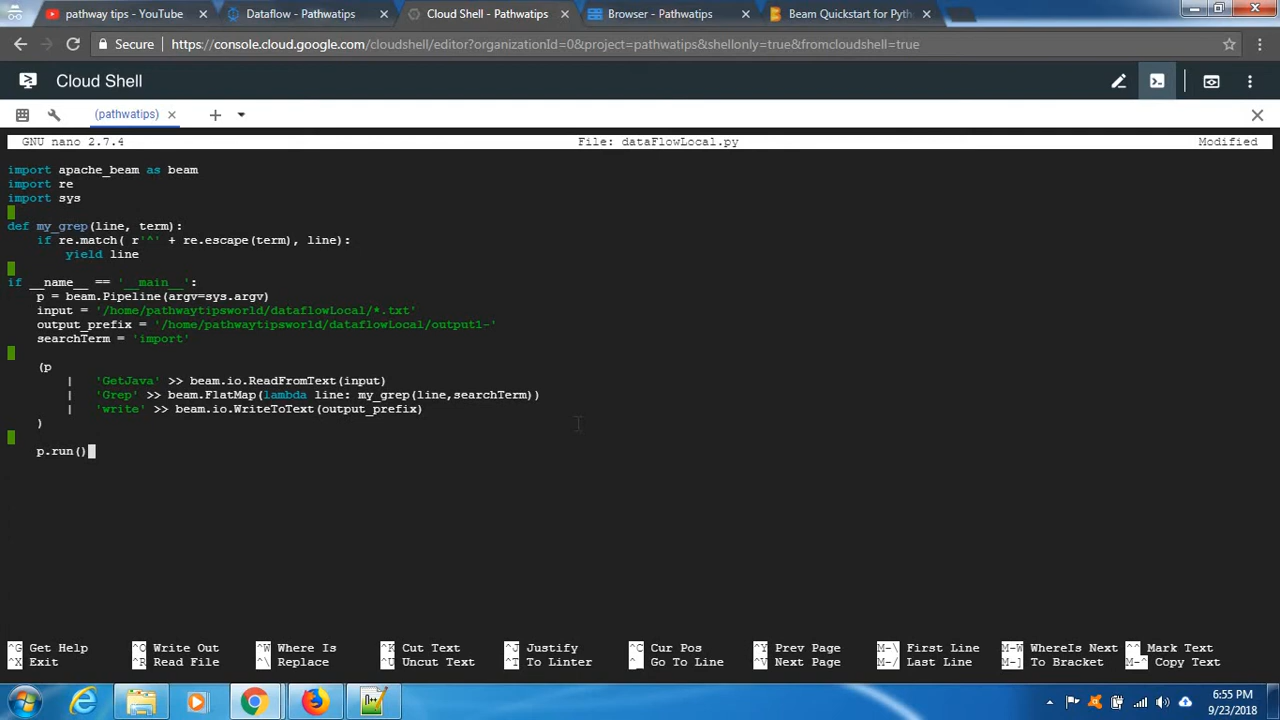 pathway tips - YouTube
Dataflow - Pathwatips
Cloud Shell - Pathwatips
Browser - Pathwatips
Beam Quickstart for Pyth
Secure https://console.cloud.google.com/cloudshell/editor?organizationId=0&project=pathwatips&shellonly=true&fromcloudshell=true
Cloud Shell
(pathwatips)
GNU nano 2.7.4 File: dataFlowLocal.py Modified
import apache_beam as beam
import re
import sys
def my_grep(line, term):
    if re.match( r'^' + re.escape(term), line):
        yield line
if __name__ == '__main__':
    p = beam.Pipeline(argv=sys.argv)
    input = '/home/pathwaytipsworld/dataflowLocal/*.txt'
    output_prefix = '/home/pathwaytipsworld/dataflowLocal/output1-'
    searchTerm = 'import'
    (p
        |   'GetJava' >> beam.io.ReadFromText(input)
        |   'Grep' >> beam.FlatMap(lambda line: my_grep(line,searchTerm))
        |   'write' >> beam.io.WriteToText(output_prefix)
    )
    p.run()
^G Get Help ^O Write Out ^W Where Is ^K Cut Text ^J Justify ^C Cur Pos ^Y Prev Page M-\ First Line M-W WhereIs Next ^^ Mark Text
^X Exit ^R Read File ^\ Replace ^U Uncut Text ^T To Linter ^_ Go To Line ^V Next Page M-/ Last Line M-] To Bracket M-^ Copy Text
6:55 PM
9/23/2018